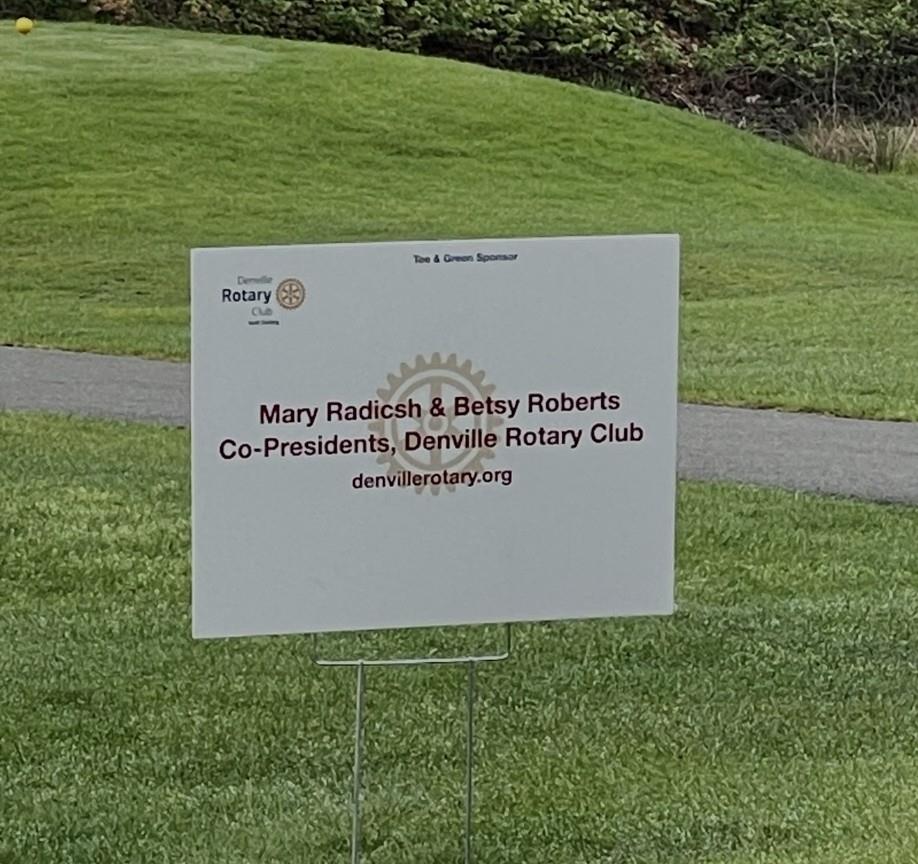 Tee & Green Sponsor
Denville
Rotary
Club
Mary Radicsh & Betsy Roberts
Co-Presidents, Denville Rotary Club
denvillerotary.org